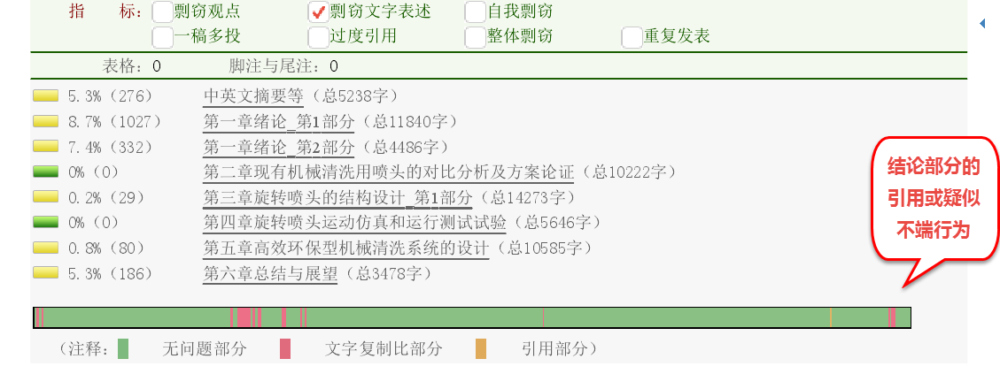 指 标： 剽窃观点 剽窃文字表述 自我剽窃
一稿多投 过度引用 整体剽窃 重复发表
表格：0 脚注与尾注：0
5.3%（276） 中英文摘要等（总5238字）
8.7%（1027） 第一章绪论_第1部分（总11840字）
7.4%（332） 第一章绪论_第2部分（总4486字）
0%（0） 第二章现有机械清洗用喷头的对比分析及方案论证（总10222字）
0.2%（29） 第三章旋转喷头的结构设计_第1部分（总14273字）
0%（0） 第四章旋转喷头运动仿真和运行测试试验（总5646字）
0.8%（80） 第五章高效环保型机械清洗系统的设计（总10585字）
5.3%（186） 第六章总结与展望（总3478字）
结论部分的
引用或疑似
不端行为
（注释： 无问题部分 文字复制比部分 引用部分）